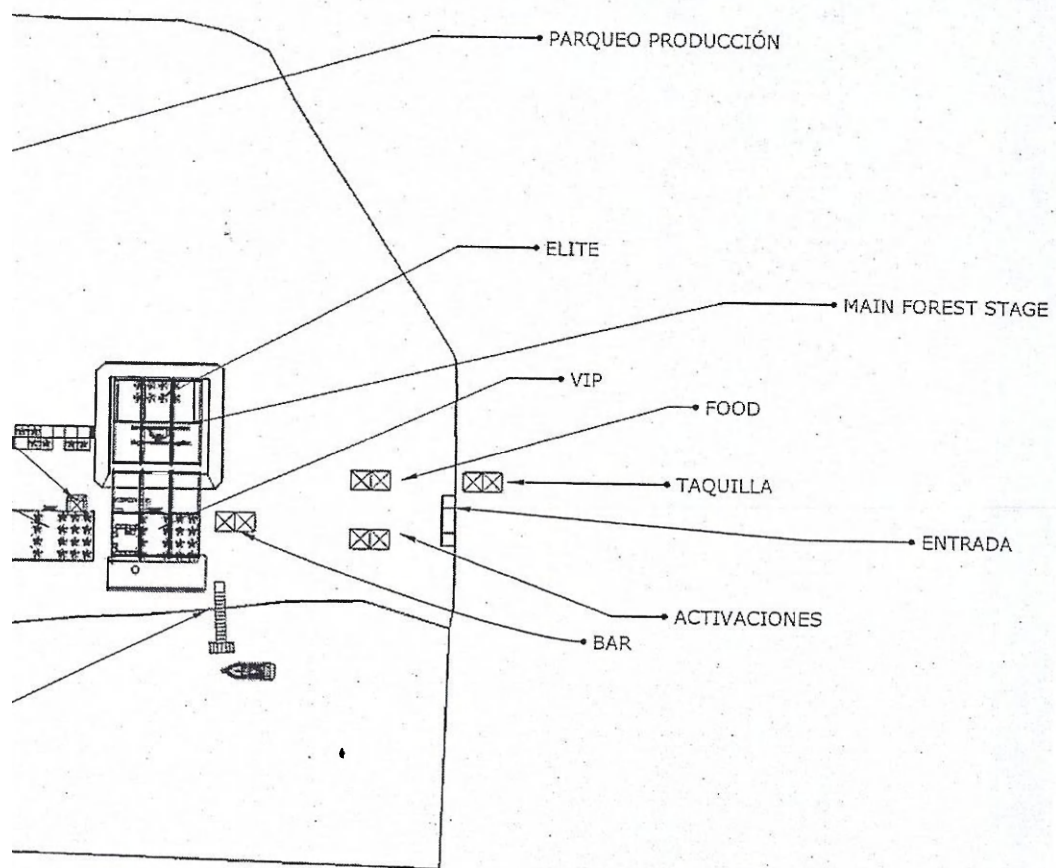 PARQUEO PRODUCCIÓN
ELITE
MAIN FOREST STAGE
VIP
FOOD
TAQUILLA
ENTRADA
ACTIVACIONES
BAR